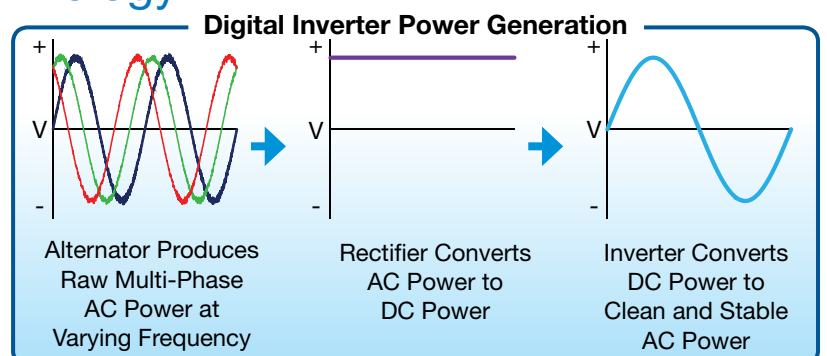 Digital Inverter Power Generation
+
V
-
+
V
-
+
V
-
Alternator Produces
Raw Multi-Phase
AC Power at
Varying Frequency
Rectifier Converts
AC Power to
DC Power
Inverter Converts
DC Power to
Clean and Stable
AC Power